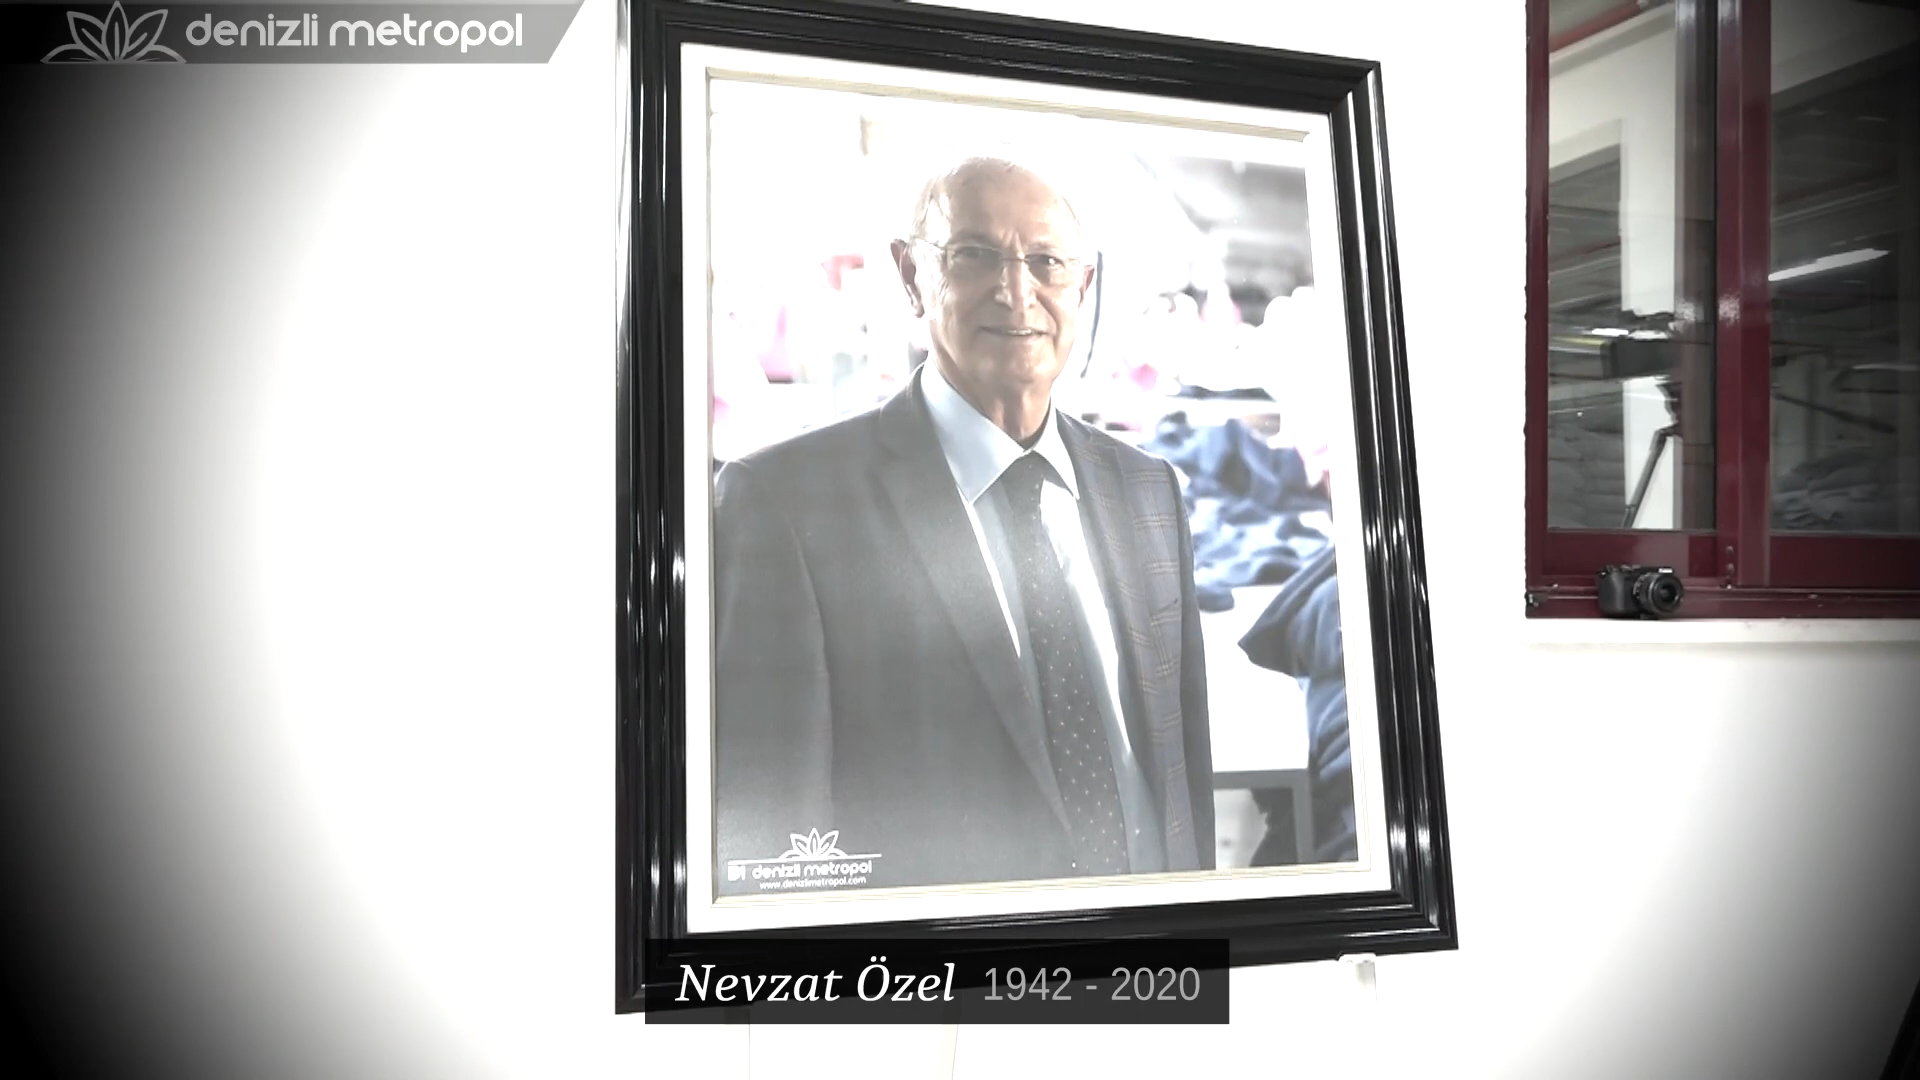 denizli metropol
denizli metropol
www.denizlimetropol.com
Nevzat Özel 1942 - 2020